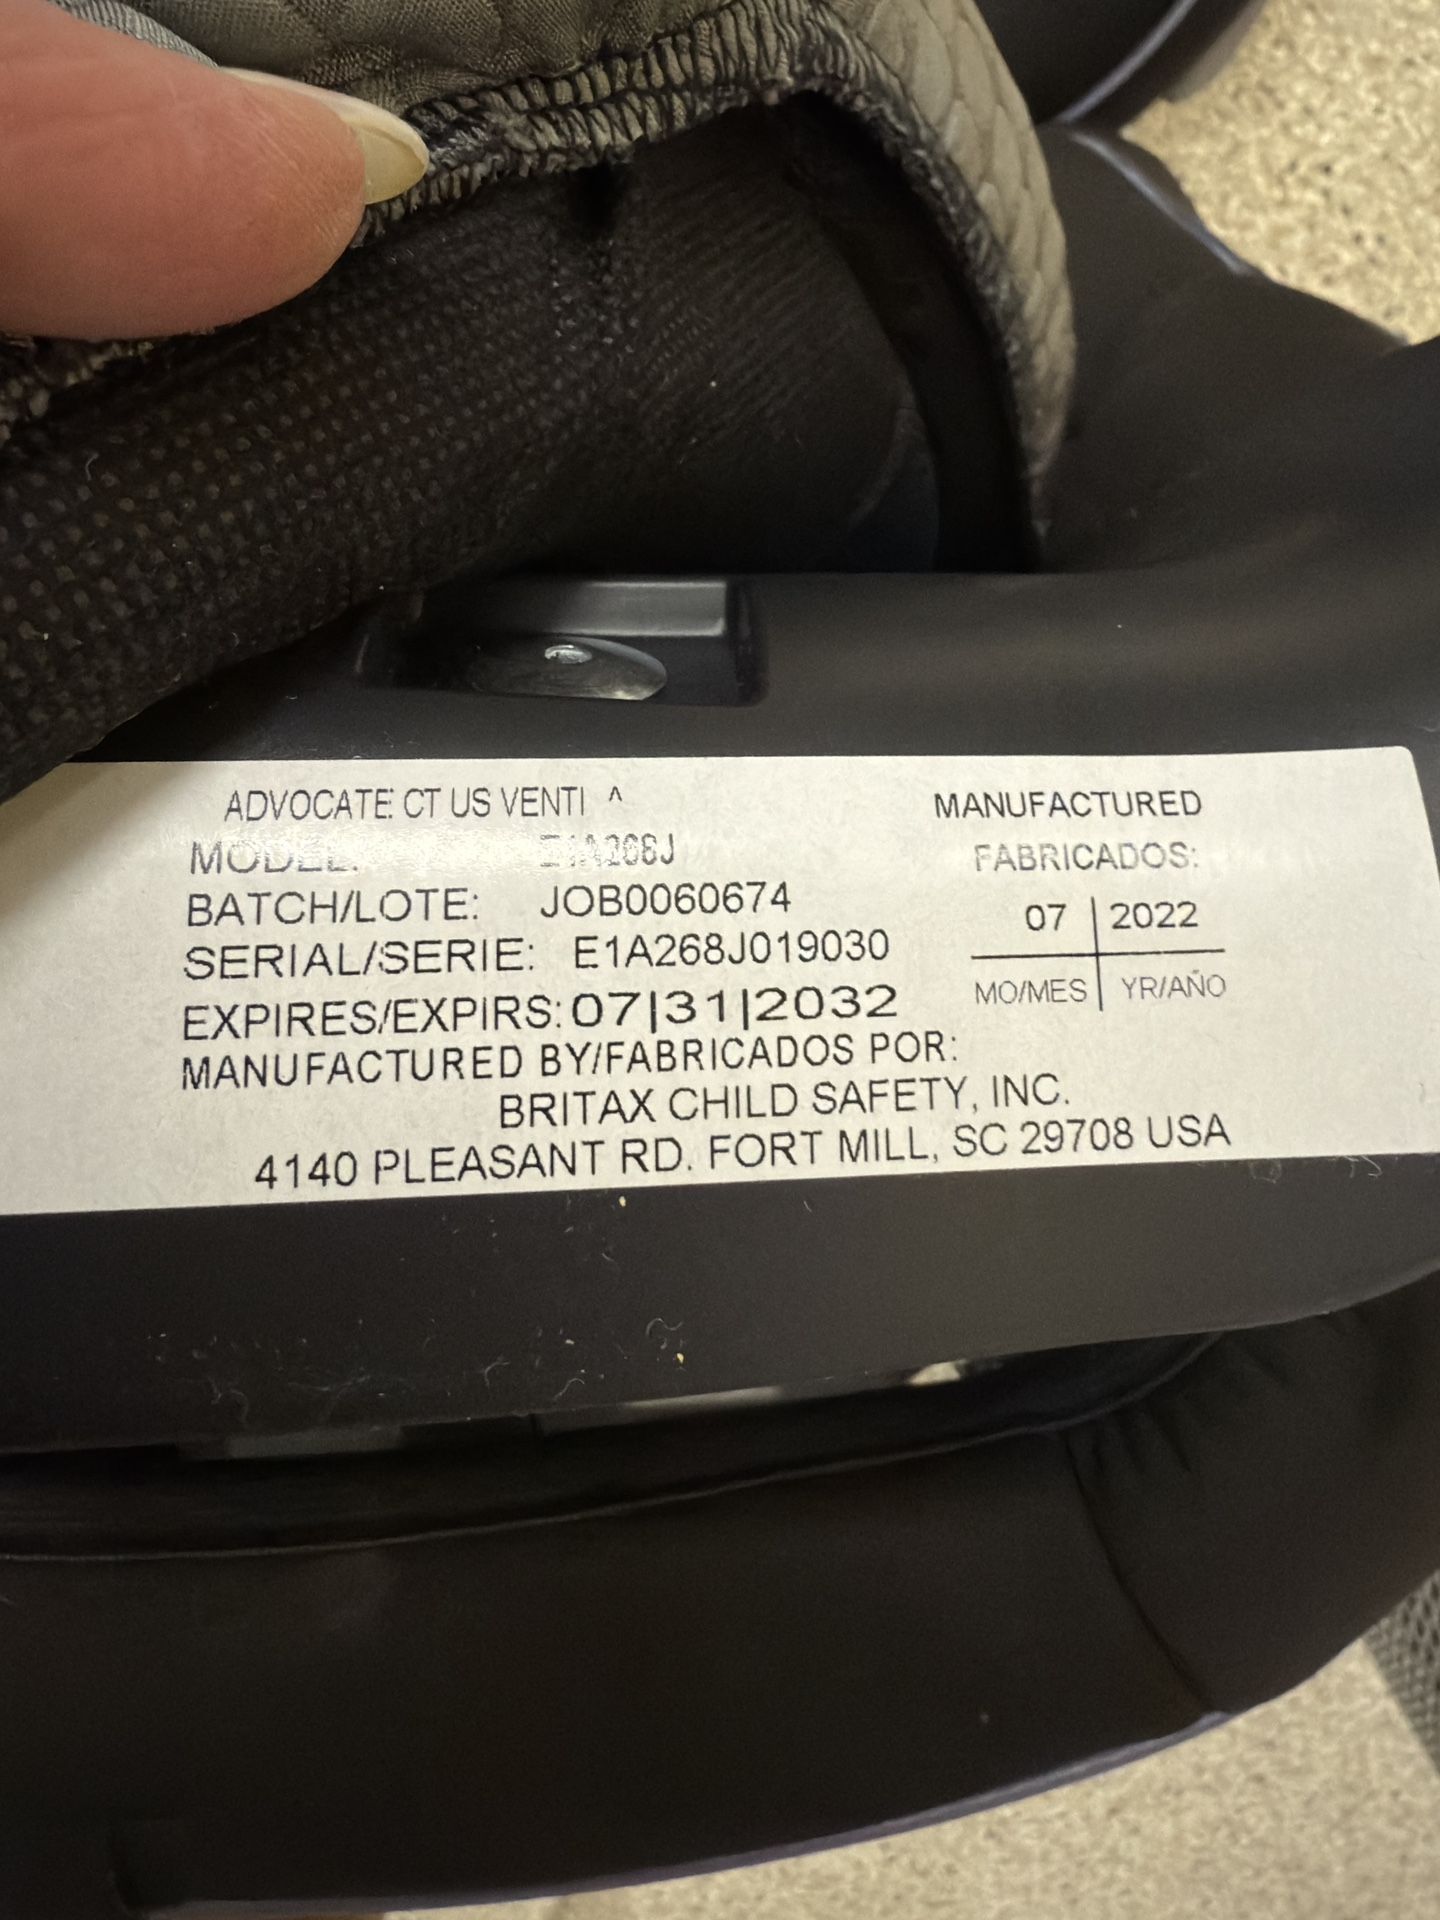 ADVOCATE: CT US VENTI ^
MODEL: E1A268J
BATCH/LOTE: JOB0060674
SERIAL/SERIE: E1A268J019030
EXPIRES/EXPIRS: 07|31|2032
MANUFACTURED BY/FABRICADOS POR:
BRITAX CHILD SAFETY, INC.
4140 PLEASANT RD. FORT MILL, SC 29708 USA
MANUFACTURED
FABRICADOS:
07 | 2022
MO/MES | YR/AÑO